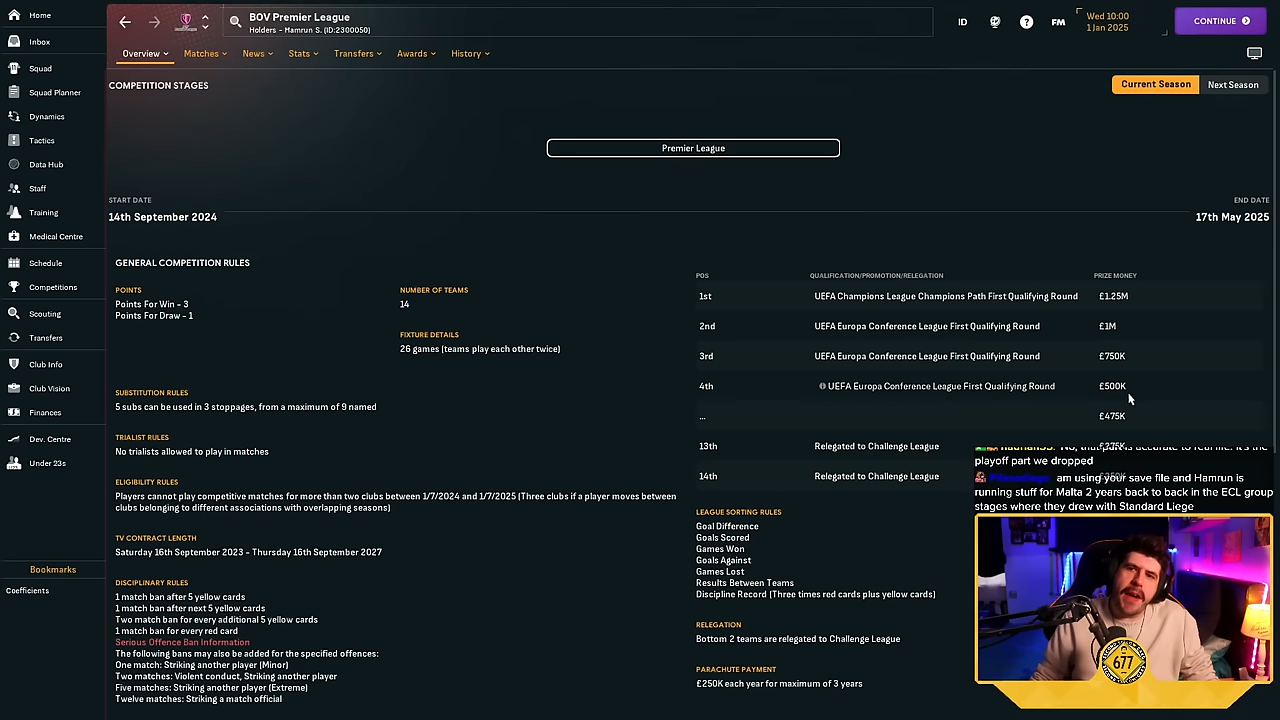 Home
BOV Premier League
Holders - Hamrun S. (ID:2300050)
ID
FM
Wed 10:00
1 Jan 2025
CONTINUE
Inbox
Overview
Matches
News
Stats
Transfers
Awards
History
Squad
Squad Planner
Dynamics
Tactics
Data Hub
Staff
Training
Medical Centre
Schedule
Competitions
Scouting
Transfers
Club Info
Club Vision
Finances
Dev. Centre
Under 23s
Bookmarks
Coefficients
COMPETITION STAGES
Current Season
Next Season
Premier League
START DATE
14th September 2024
END DATE
17th May 2025
GENERAL COMPETITION RULES
POINTS
Points For Win - 3
Points For Draw - 1
NUMBER OF TEAMS
14
FIXTURE DETAILS
26 games (teams play each other twice)
SUBSTITUTION RULES
5 subs can be used in 3 stoppages, from a maximum of 9 named
TRIALIST RULES
No trialists allowed to play in matches
ELIGIBILITY RULES
Players cannot play competitive matches for more than two clubs between 1/7/2024 and 1/7/2025 (Three clubs if a player moves between
clubs belonging to different associations with overlapping seasons)
TV CONTRACT LENGTH
Saturday 16th September 2023 - Thursday 16th September 2027
DISCIPLINARY RULES
1 match ban after 5 yellow cards
1 match ban after next 5 yellow cards
Two match ban for every additional 5 yellow cards
1 match ban for every red card
Serious Offence Ban Information
The following bans may also be added for the specified offences:
One match: Striking another player (Minor)
Two matches: Violent conduct, Striking another player
Five matches: Striking another player (Extreme)
Twelve matches: Striking a match official
POS QUALIFICATION/PROMOTION/RELEGATION PRIZE MONEY
1st UEFA Champions League Champions Path First Qualifying Round £1.25M
2nd UEFA Europa Conference League First Qualifying Round £1M
3rd UEFA Europa Conference League First Qualifying Round £750K
4th UEFA Europa Conference League First Qualifying Round £500K
... £475K
13th Relegated to Challenge League £275K
14th Relegated to Challenge League
LEAGUE SORTING RULES
Goal Difference
Goals Scored
Games Won
Goals Against
Games Lost
Results Between Teams
Discipline Record (Three times red cards plus yellow cards)
RELEGATION
Bottom 2 teams are relegated to Challenge League
PARACHUTE PAYMENT
£250K each year for maximum of 3 years
No, that part is accurate to real life. It's the
playoff part we dropped
am using your save file and Hamrun is
running stuff for Malta 2 years back to back in the ECL group
stages where they drew with Standard Liege
677